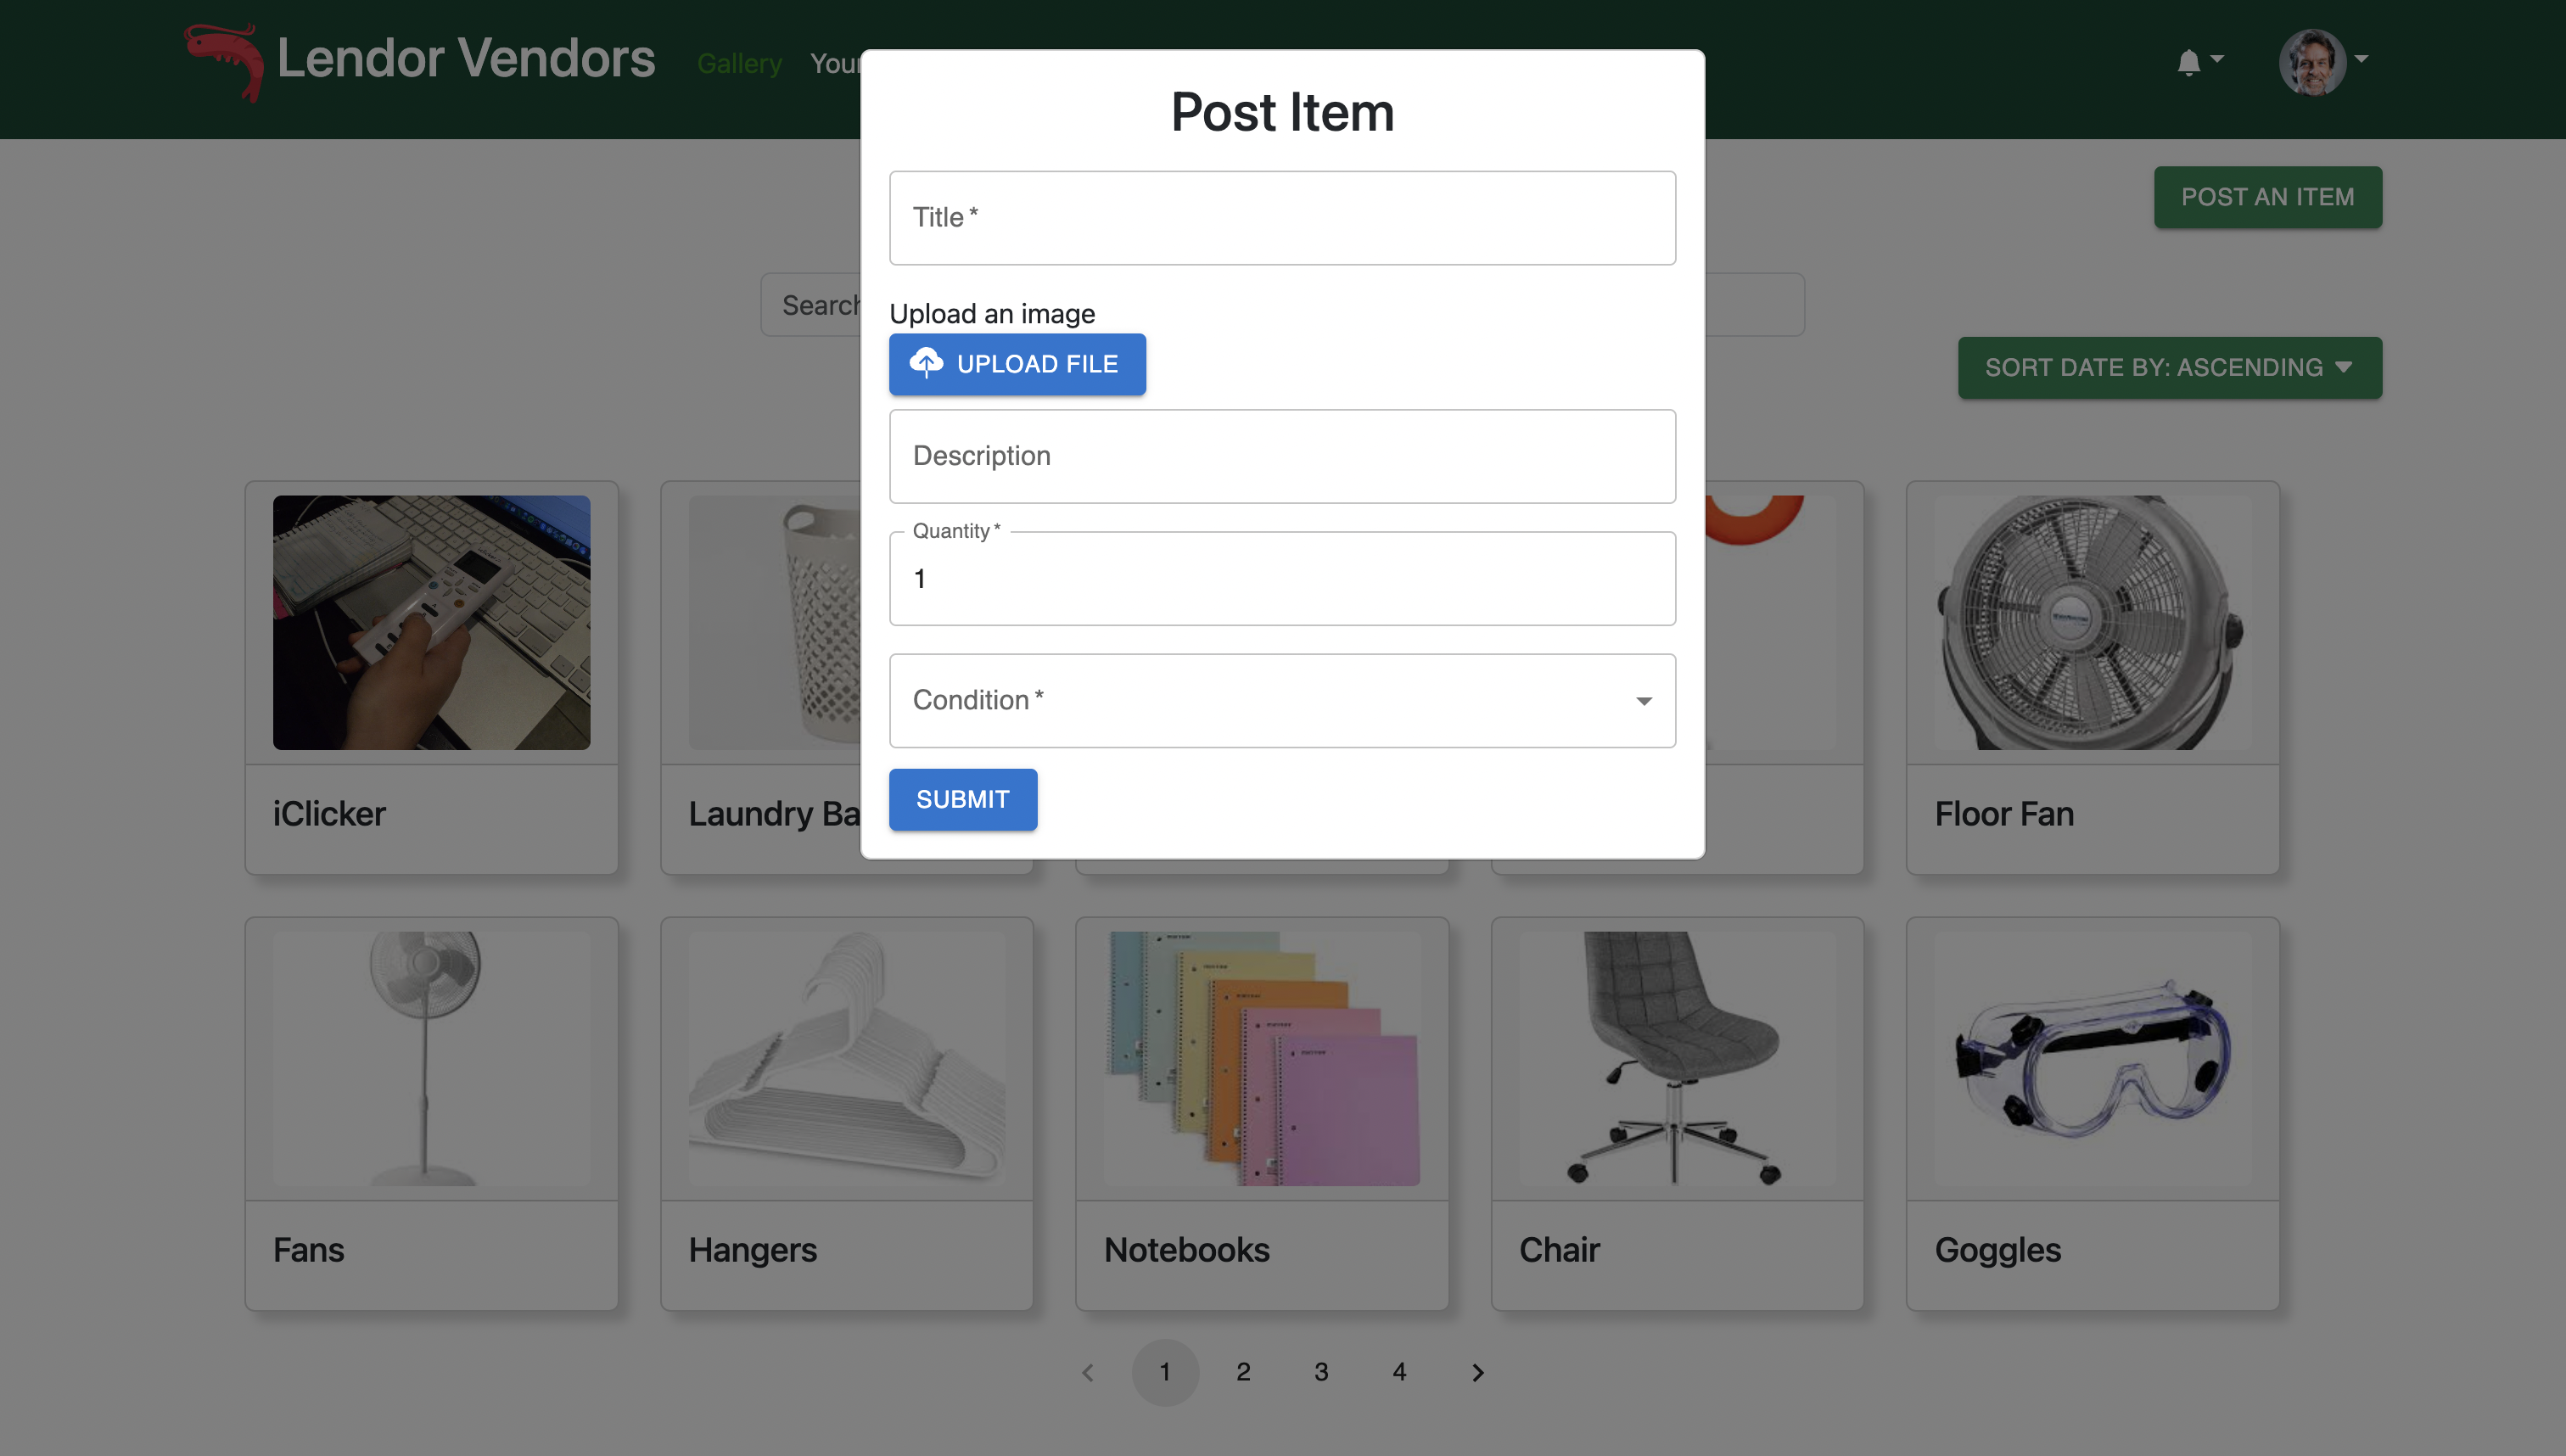 Lendor Vendors
Gallery
Your
Post Item
POST AN ITEM
Title *
Search
Upload an image
UPLOAD FILE
SORT DATE BY: ASCENDING
Description
Quantity *
1
Condition *
SUBMIT
iClicker
Laundry Ba
Floor Fan
Fans
Hangers
Notebooks
Chair
Goggles
1
2
3
4